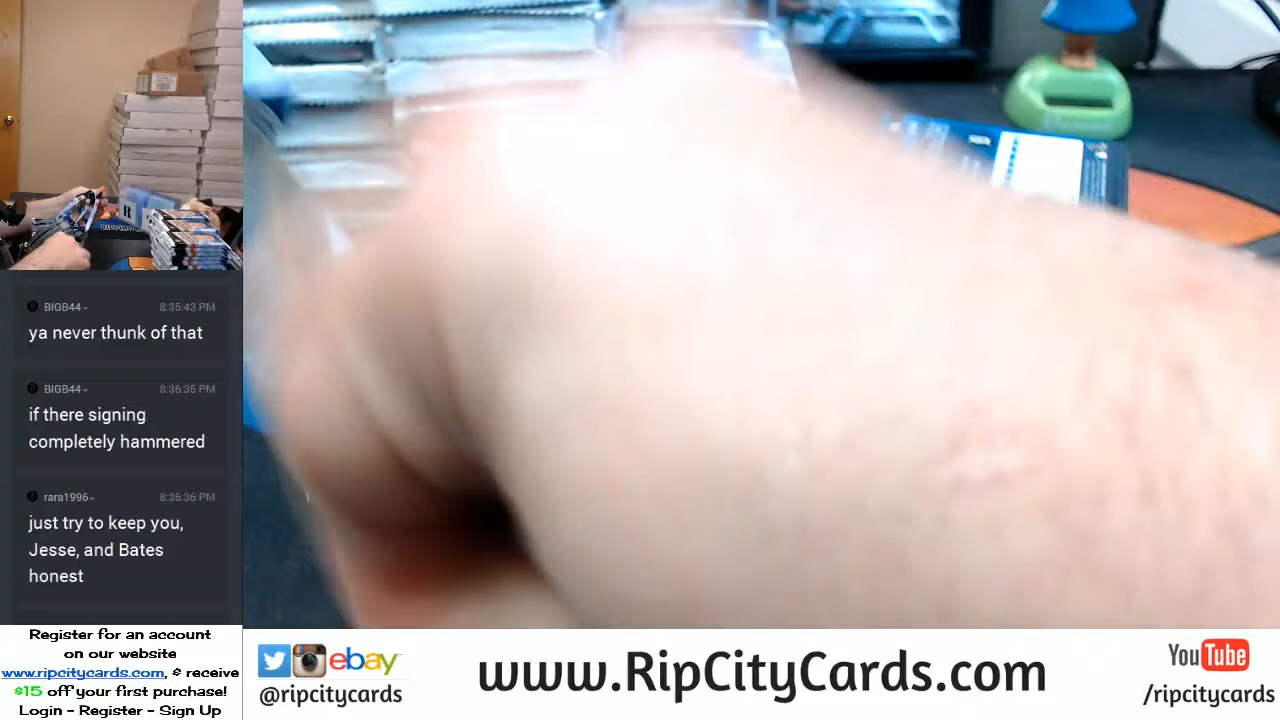 BIGB44 8:35:43 PM
ya never thunk of that
BIGB44 8:36:35 PM
if there signing
completely hammered
rara1996 8:35:36 PM
just try to keep you,
Jesse, and Bates
honest
Register for an account
on our website
www.ripcitycards.com, & receive
$15 off your first purchase!
Login - Register - Sign Up
ebay
@ripcitycards
www.RipCityCards.com
YouTube
/ripcitycards